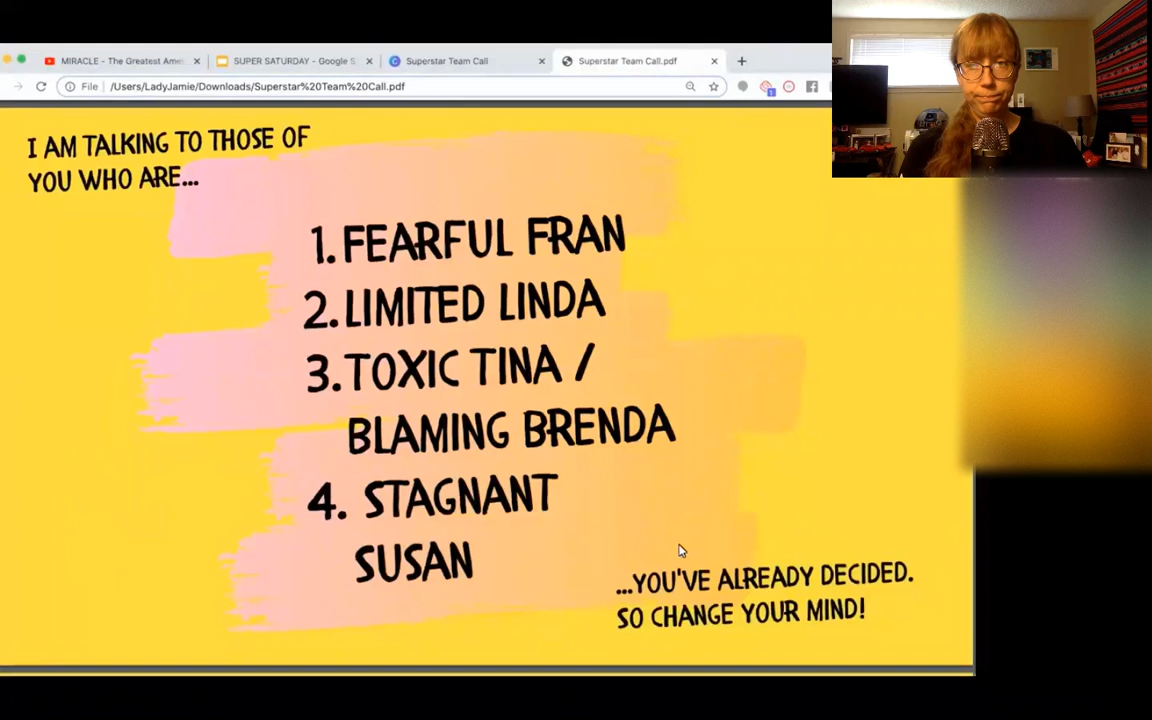 MIRACLE - The Greatest Ame
SUPER SATURDAY - Google S
Superstar Team Call
Superstar Team Call.pdf
File
/Users/LadyJamie/Downloads/Superstar%20Team%20Call.pdf
I AM TALKING TO THOSE OF
YOU WHO ARE...
1. FEARFUL FRAN
2. LIMITED LINDA
3. TOXIC TINA /
BLAMING BRENDA
4. STAGNANT
SUSAN
...YOU'VE ALREADY DECIDED.
SO CHANGE YOUR MIND!